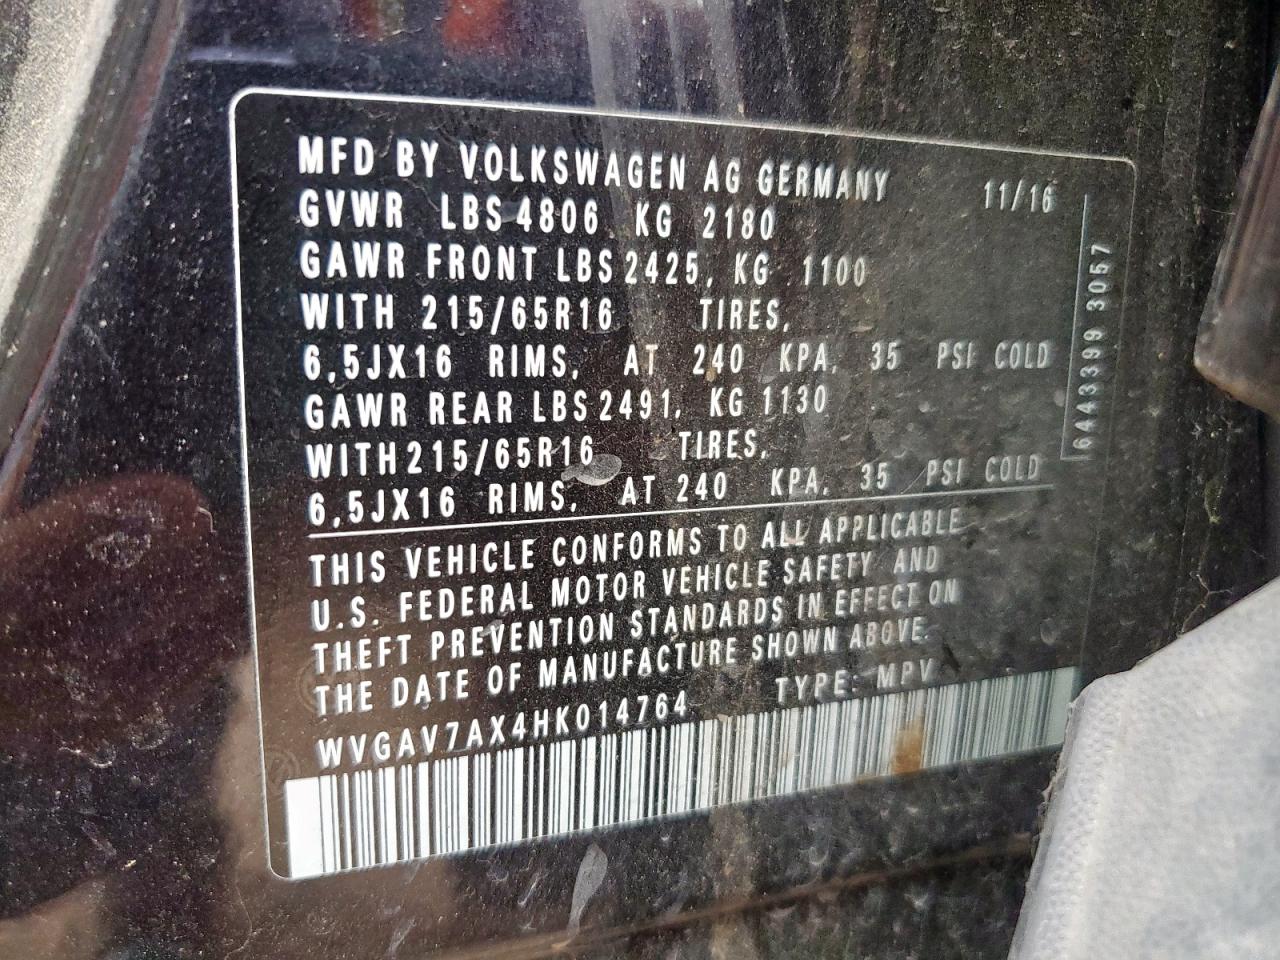 MFD BY VOLKSWAGEN AG GERMANY 11/16
GVWR LBS 4806 KG 2180
GAWR FRONT LBS 2425, KG 1100
WITH 215/65R16 TIRES,
6,5JX16 RIMS, AT 240 KPA, 35 PSI COLD
GAWR REAR LBS 2491, KG 1130
WITH 215/65R16 TIRES,
6,5JX16 RIMS, AT 240 KPA, 35 PSI COLD
THIS VEHICLE CONFORMS TO ALL APPLICABLE
U.S. FEDERAL MOTOR VEHICLE SAFETY AND
THEFT PREVENTION STANDARDS IN EFFECT ON
THE DATE OF MANUFACTURE SHOWN ABOVE.
WVGAV7AX4HK014764 TYPE: MPV
6443399 3057